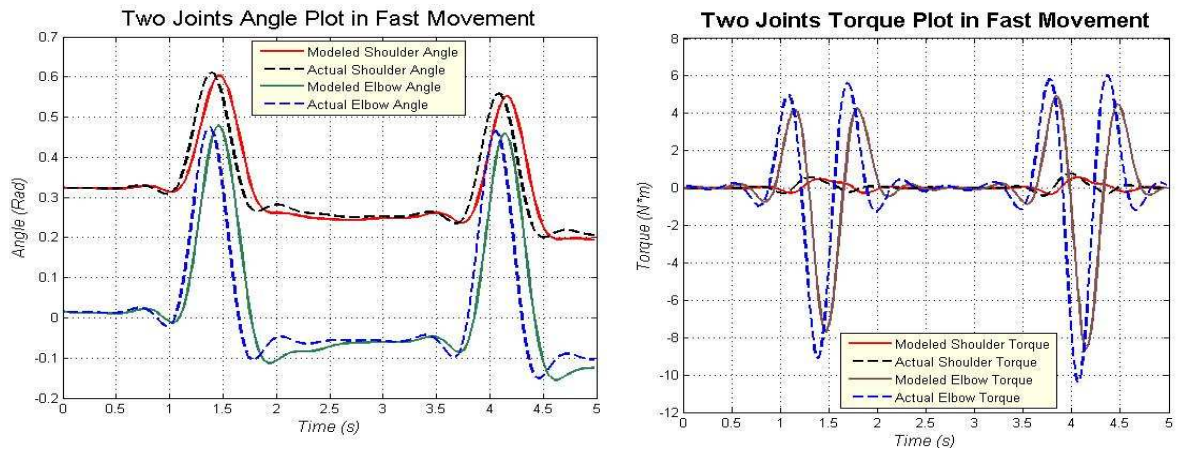 Two Joints Angle Plot in Fast Movement
0.7
0.6
0.5
0.4
0.3
0.2
0.1
0
-0.1
-0.2
Angle (Rad)
Modeled Shoulder Angle
Actual Shoulder Angle
Modeled Elbow Angle
Actual Elbow Angle
0 0.5 1 1.5 2 2.5 3 3.5 4 4.5 5
Time (s)
Two Joints Torque Plot in Fast Movement
8
6
4
2
0
-2
-4
-6
-8
-10
-12
Torque (N*m)
Modeled Shoulder Torque
Actual Shoulder Torque
Modeled Elbow Torque
Actual Elbow Torque
0 0.5 1 1.5 2 2.5 3 3.5 4 4.5 5
Time (s)